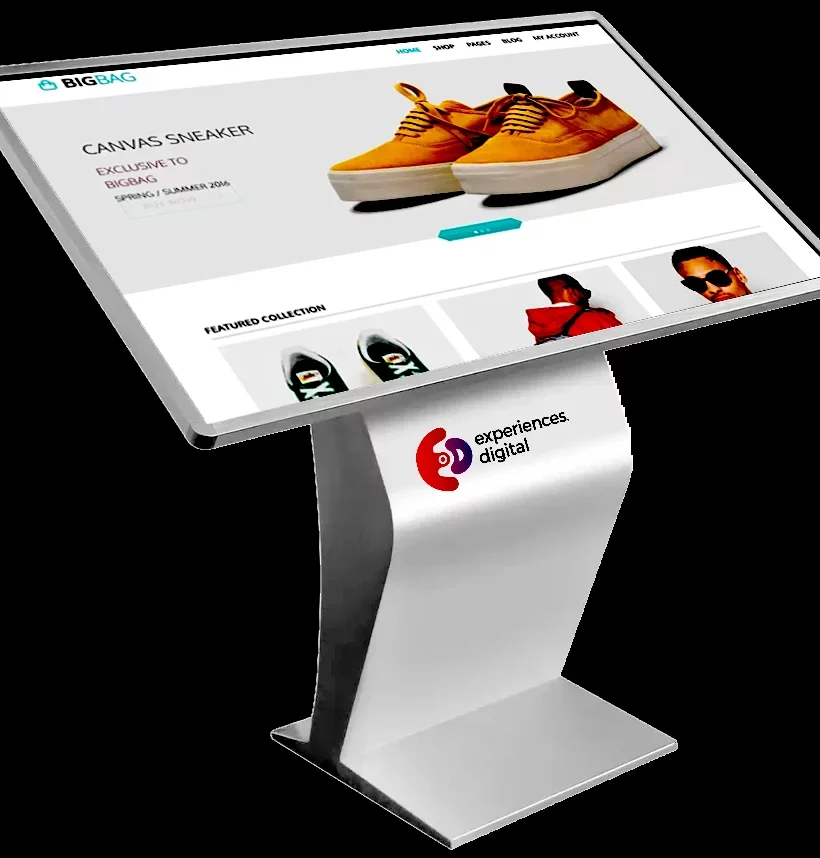 BIGBAG
HOME SHOP PAGES BLOG MY ACCOUNT
CANVAS SNEAKER
EXCLUSIVE TO
BIGBAG
SPRING / SUMMER 2016
BUY NOW
FEATURED COLLECTION
experiences.
digital